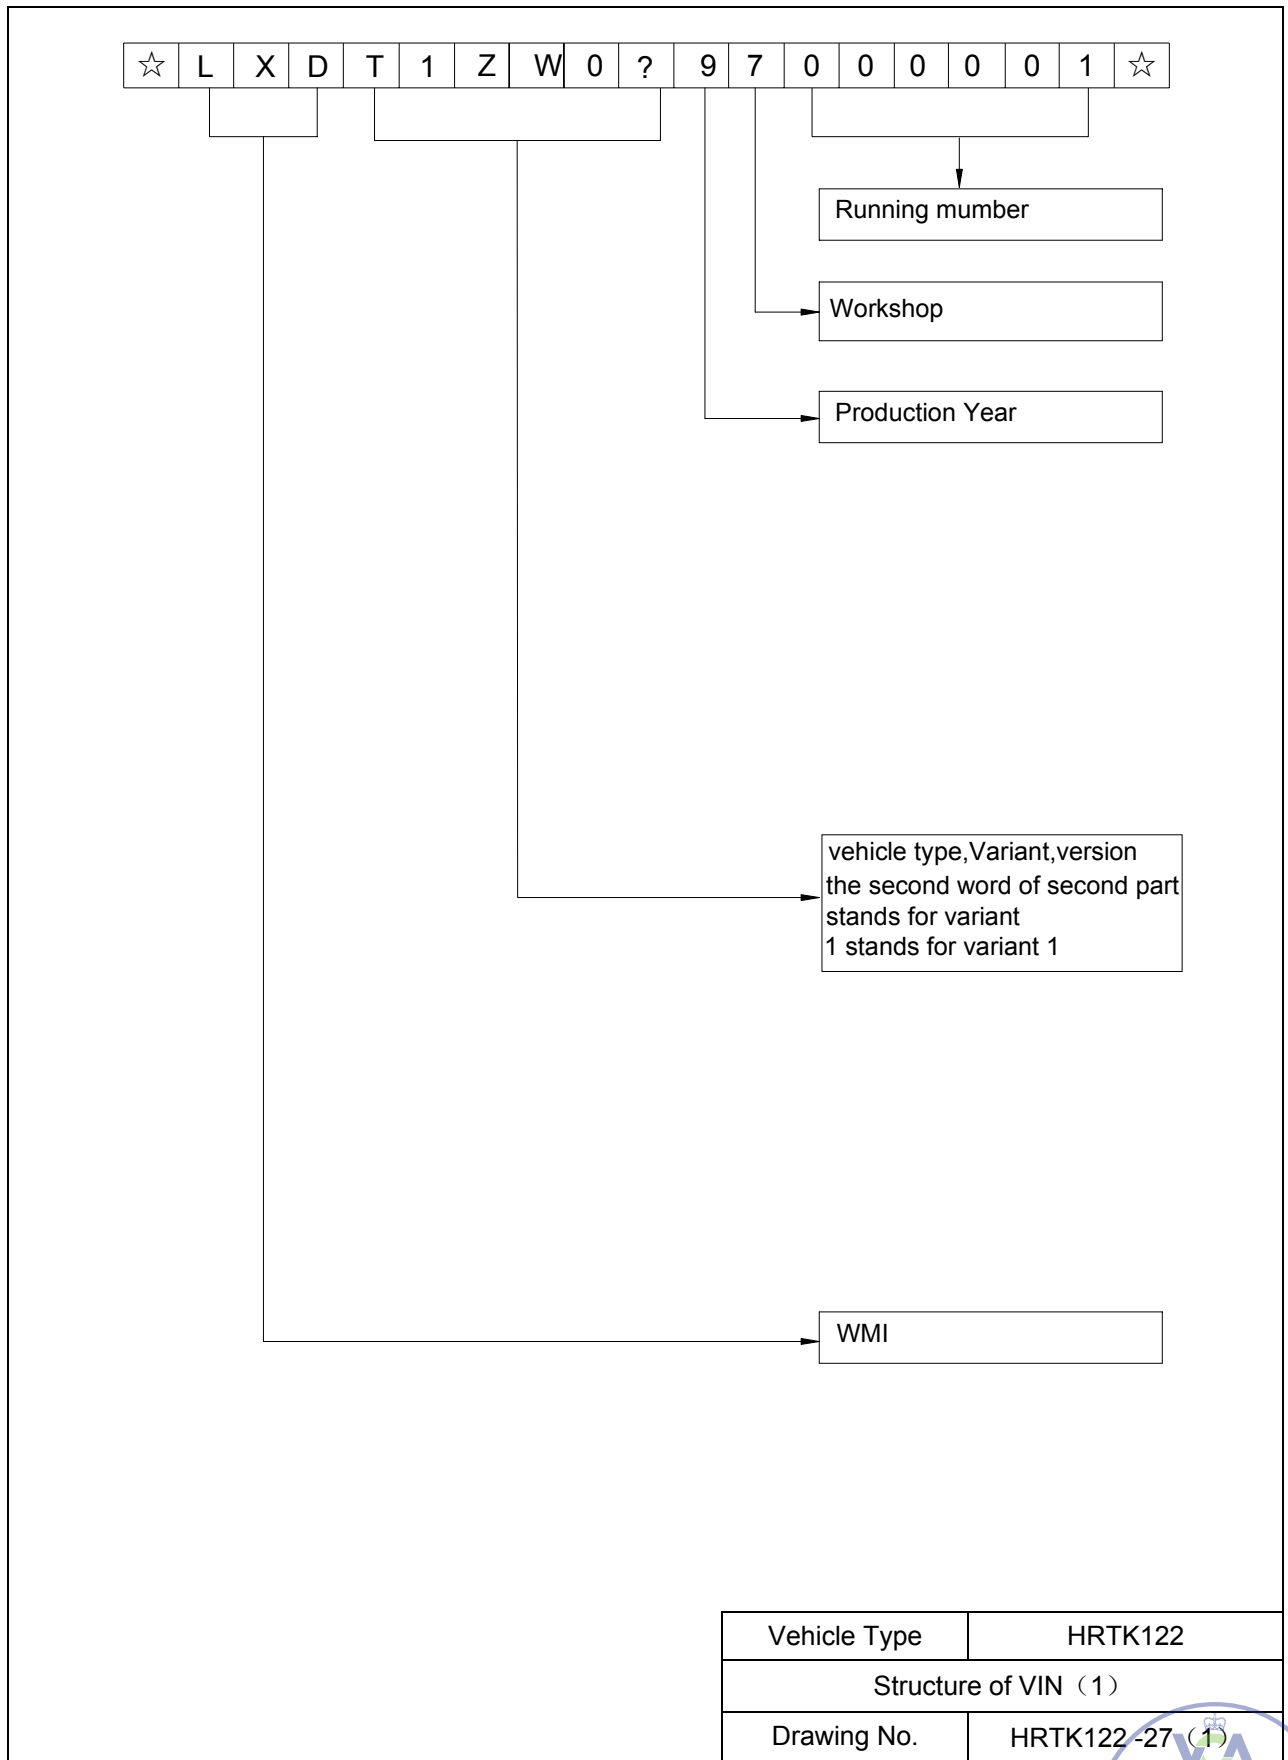 ☆ L X D T 1 Z W 0 ? 9 7 0 0 0 0 0 1 ☆
Running mumber
Workshop
Production Year
vehicle type,Variant,version
the second word of second part
stands for variant
1 stands for variant 1
WMI
Vehicle Type HRTK122
Structure of VIN（1）
Drawing No. HRTK122 -27（1）